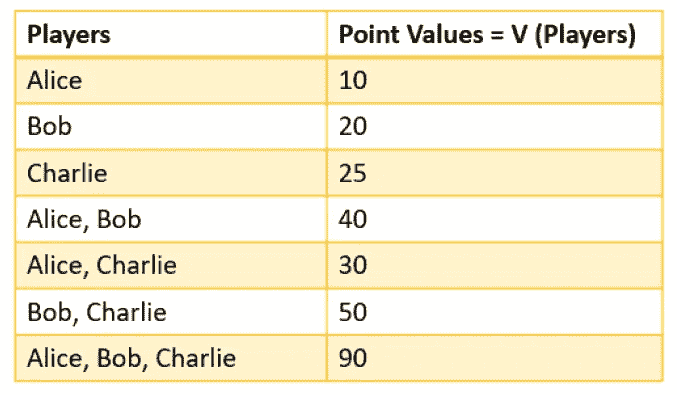 Players Point Values = V (Players)
Alice 10
Bob 20
Charlie 25
Alice, Bob 40
Alice, Charlie 30
Bob, Charlie 50
Alice, Bob, Charlie 90